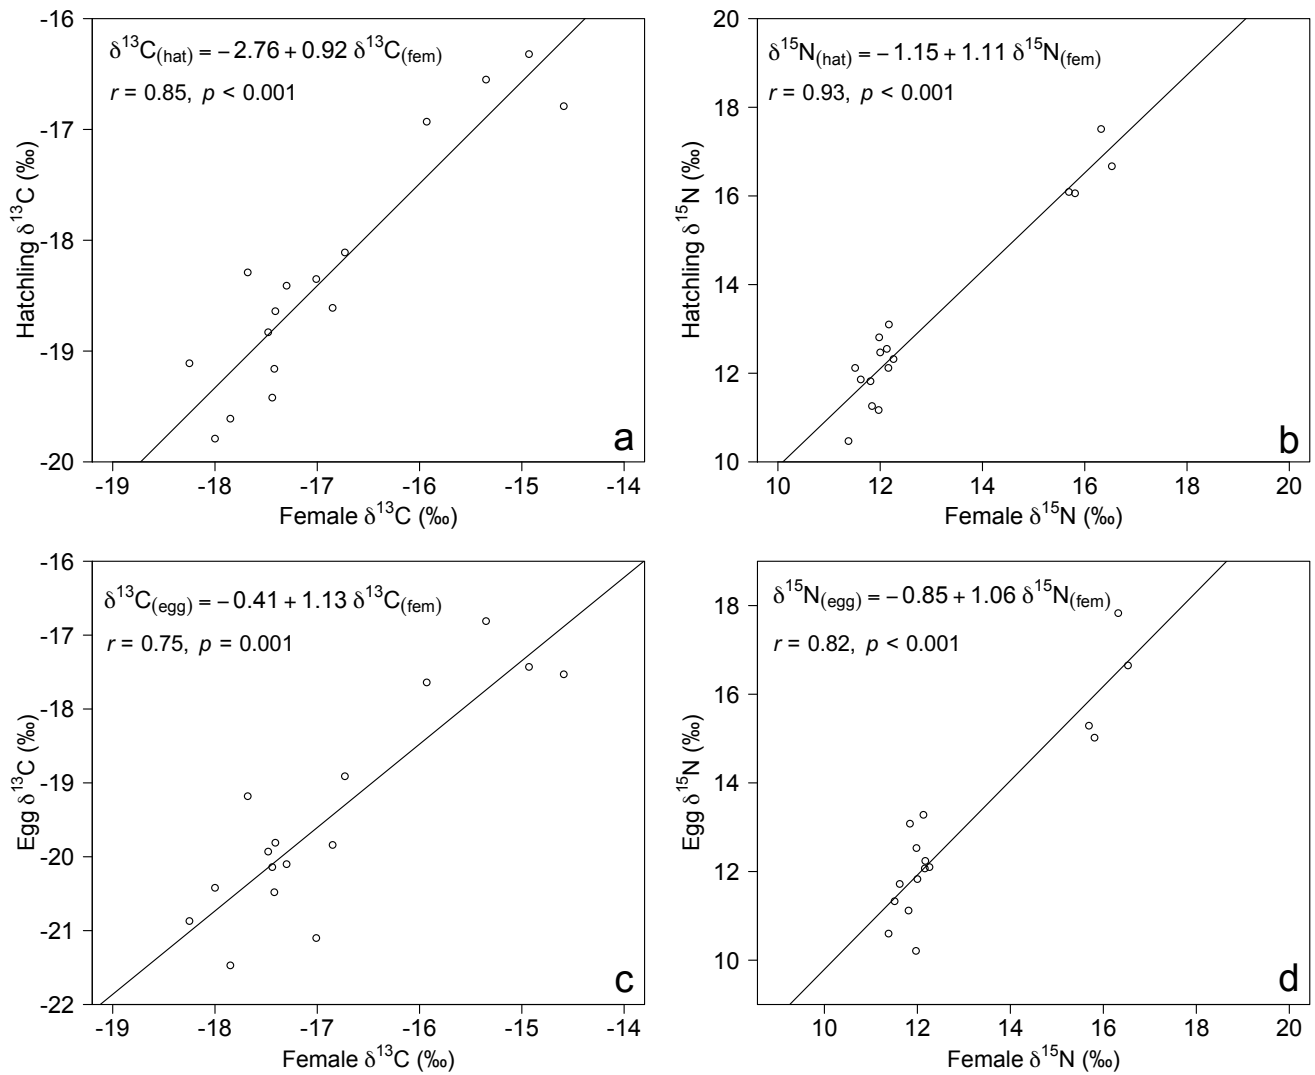 δ13C(hat) = −2.76 + 0.92 δ13C(fem)
r = 0.85, p < 0.001
-16
-17
-18
-19
-20
Hatchling δ13C (‰)
a
-19 -18 -17 -16 -15 -14
Female δ13C (‰)
δ15N(hat) = −1.15 + 1.11 δ15N(fem)
r = 0.93, p < 0.001
20
18
16
14
12
10
Hatchling δ15N (‰)
b
10 12 14 16 18 20
Female δ15N (‰)
δ13C(egg) = −0.41 + 1.13 δ13C(fem)
r = 0.75, p = 0.001
-16
-17
-18
-19
-20
-21
-22
Egg δ13C (‰)
c
-19 -18 -17 -16 -15 -14
Female δ13C (‰)
δ15N(egg) = −0.85 + 1.06 δ15N(fem)
r = 0.82, p < 0.001
18
16
14
12
10
Egg δ15N (‰)
d
10 12 14 16 18 20
Female δ15N (‰)